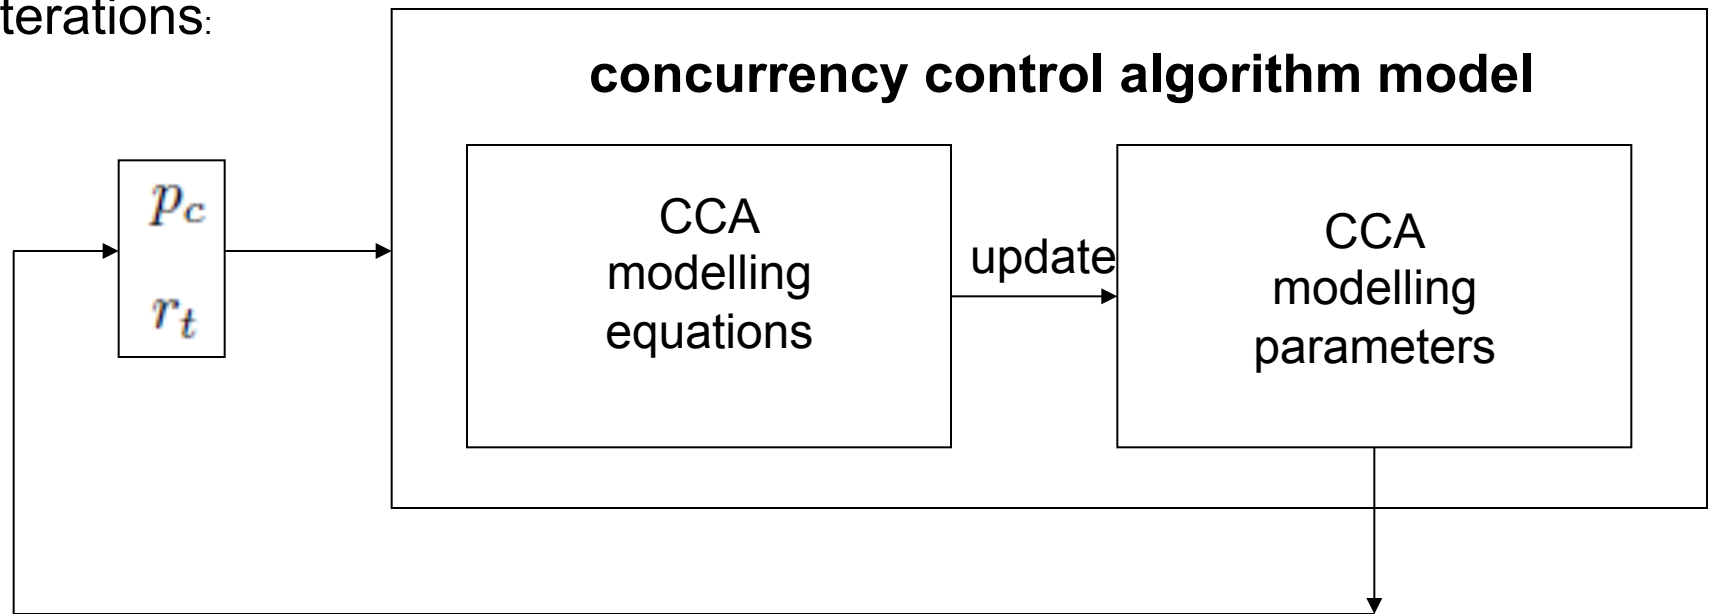 terations:
concurrency control algorithm model
p_c
r_t
CCA
modelling
equations
update
CCA
modelling
parameters